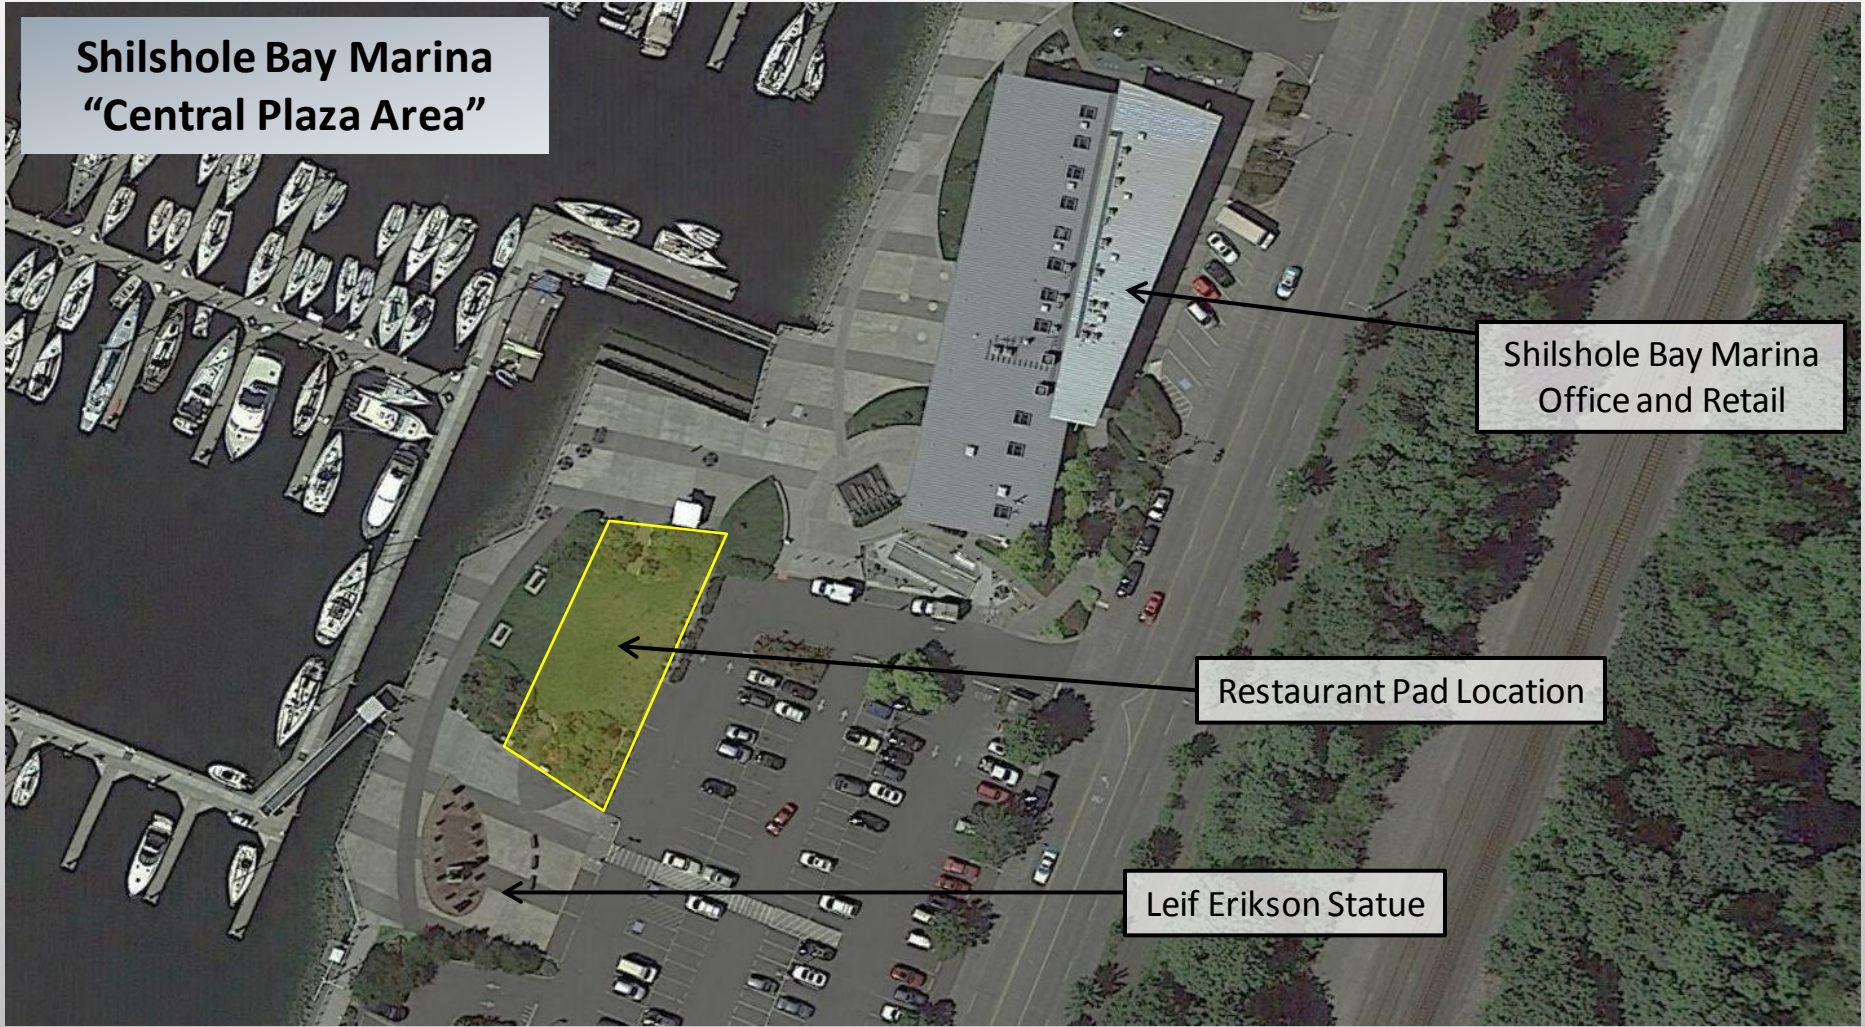 Shilshole Bay Marina
“Central Plaza Area”
Shilshole Bay Marina
Office and Retail
Restaurant Pad Location
Leif Erikson Statue